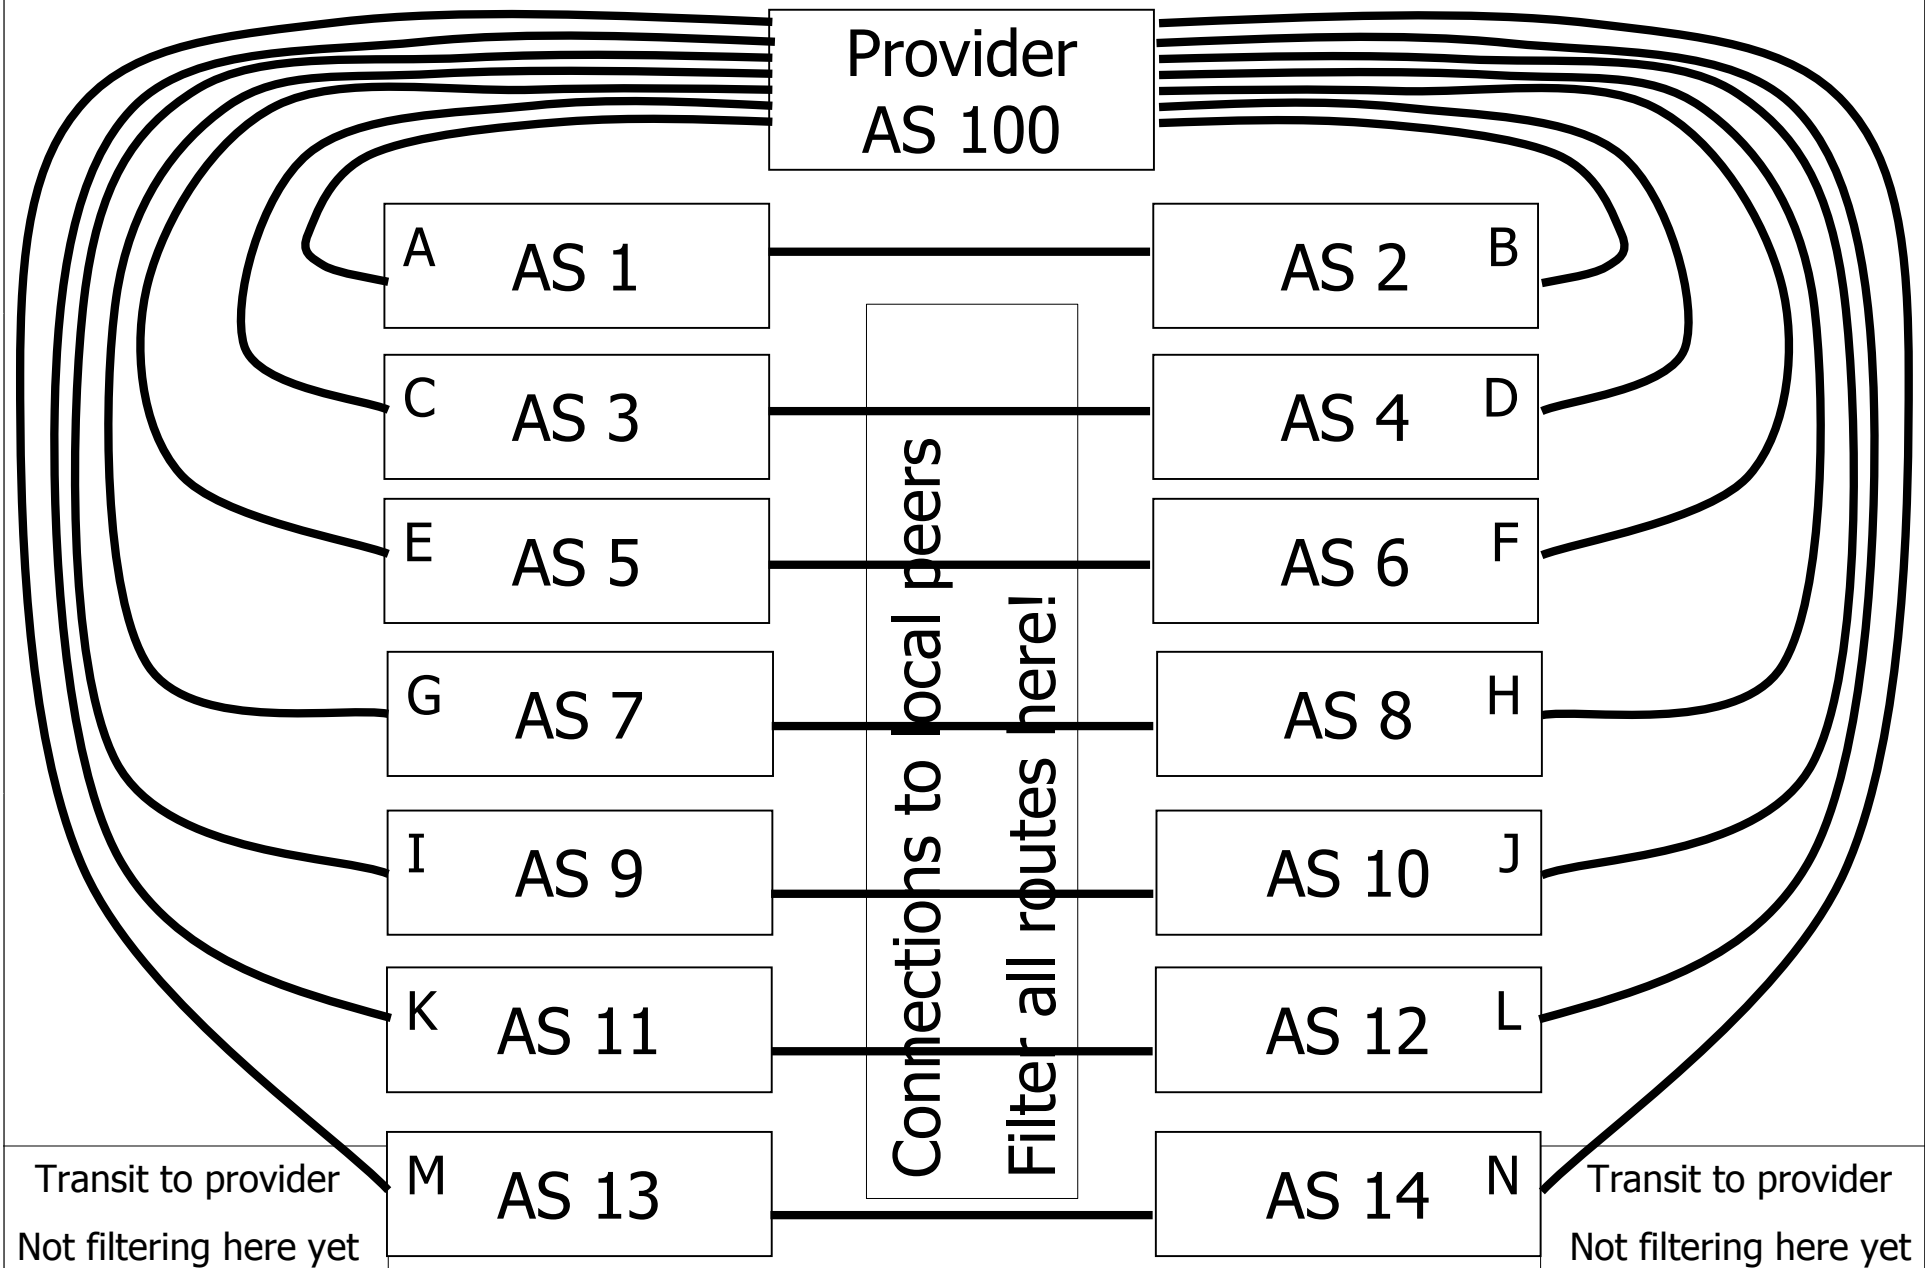 Provider
AS 100
A
AS 1
AS 2
B
C
AS 3
AS 4
D
E
AS 5
AS 6
F
G
AS 7
AS 8
H
I
AS 9
AS 10
J
K
AS 11
AS 12
L
M
AS 13
AS 14
N
Connections to local peers
Filter all routes here!
Transit to provider
Not filtering here yet
Transit to provider
Not filtering here yet